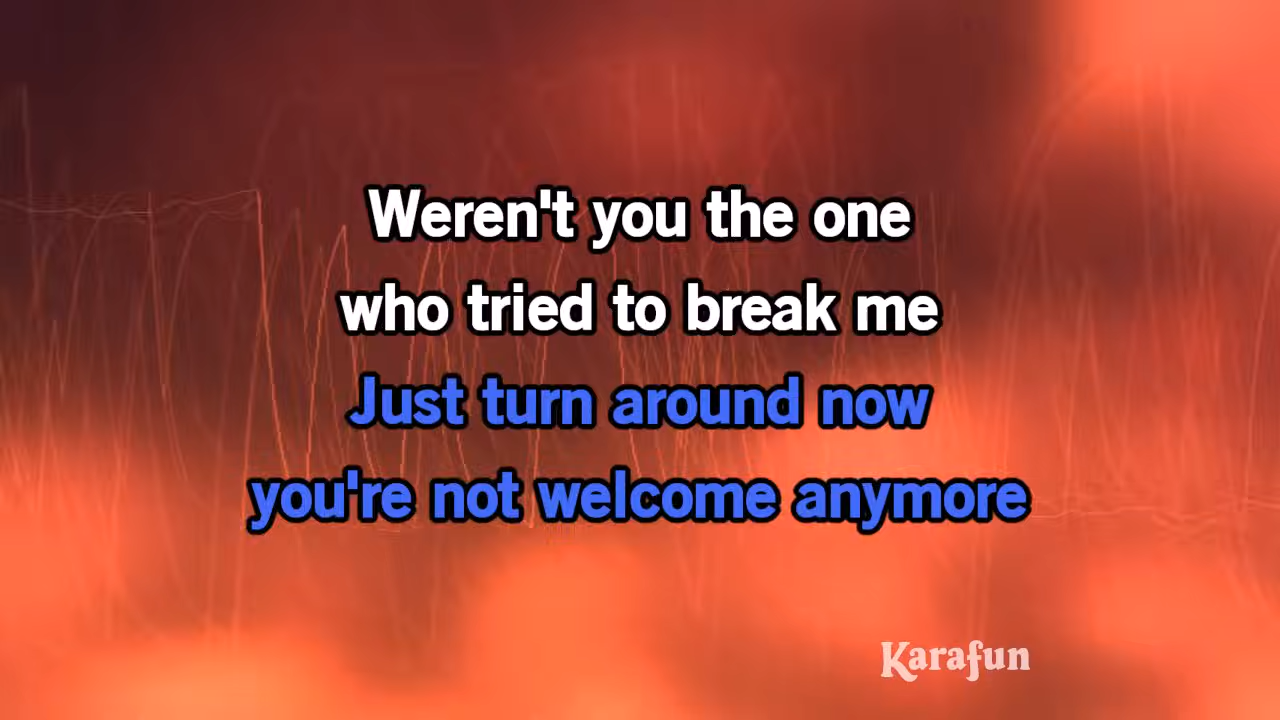 Weren't you the one
who tried to break me
Just turn around now
you're not welcome anymore
Karafun